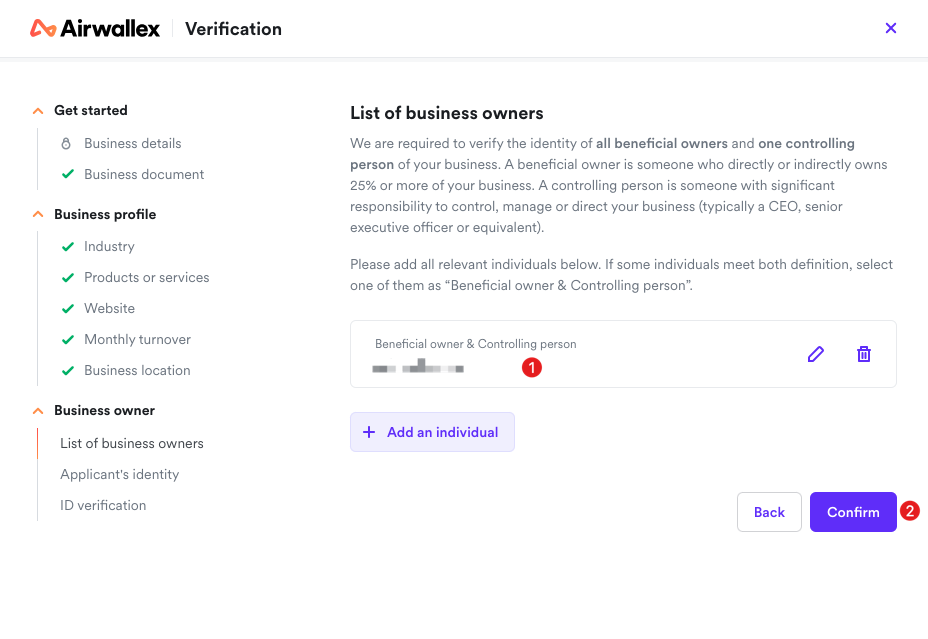 Airwallex Verification
Get started
Business details
Business document
Business profile
Industry
Products or services
Website
Monthly turnover
Business location
Business owner
List of business owners
Applicant's identity
ID verification
List of business owners
We are required to verify the identity of all beneficial owners and one controlling
person of your business. A beneficial owner is someone who directly or indirectly owns
25% or more of your business. A controlling person is someone with significant
responsibility to control, manage or direct your business (typically a CEO, senior
executive officer or equivalent).
Please add all relevant individuals below. If some individuals meet both definition, select
one of them as “Beneficial owner & Controlling person”.
Beneficial owner & Controlling person
1
+ Add an individual
Back Confirm 2